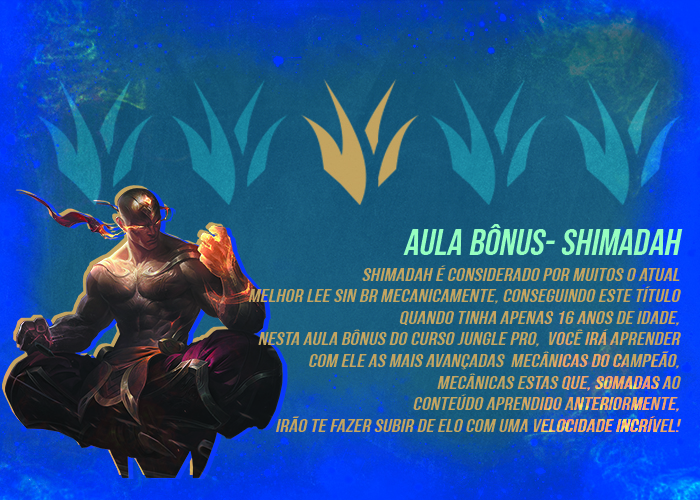 AULA BÔNUS- SHIMADAH
SHIMADAH É CONSIDERADO POR MUITOS O ATUAL
MELHOR LEE SIN BR MECANICAMENTE, CONSEGUINDO ESTE TÍTULO
QUANDO TINHA APENAS 16 ANOS DE IDADE,
NESTA AULA BÔNUS DO CURSO JUNGLE PRO, VOCÊ IRÁ APRENDER
COM ELE AS MAIS AVANÇADAS MECÂNICAS DO CAMPEÃO,
MECÂNICAS ESTAS QUE, SOMADAS AO
CONTEÚDO APRENDIDO ANTERIORMENTE,
IRÃO TE FAZER SUBIR DE ELO COM UMA VELOCIDADE INCRÍVEL!